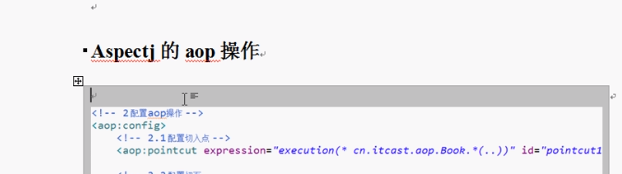 Aspectj 的 aop 操作
<!-- 2配置aop操作 -->
<aop:config>
<!-- 2.1配置切入点 -->
<aop:pointcut expression="execution(* cn.itcast.aop.Book.*(..))" id="pointcut1